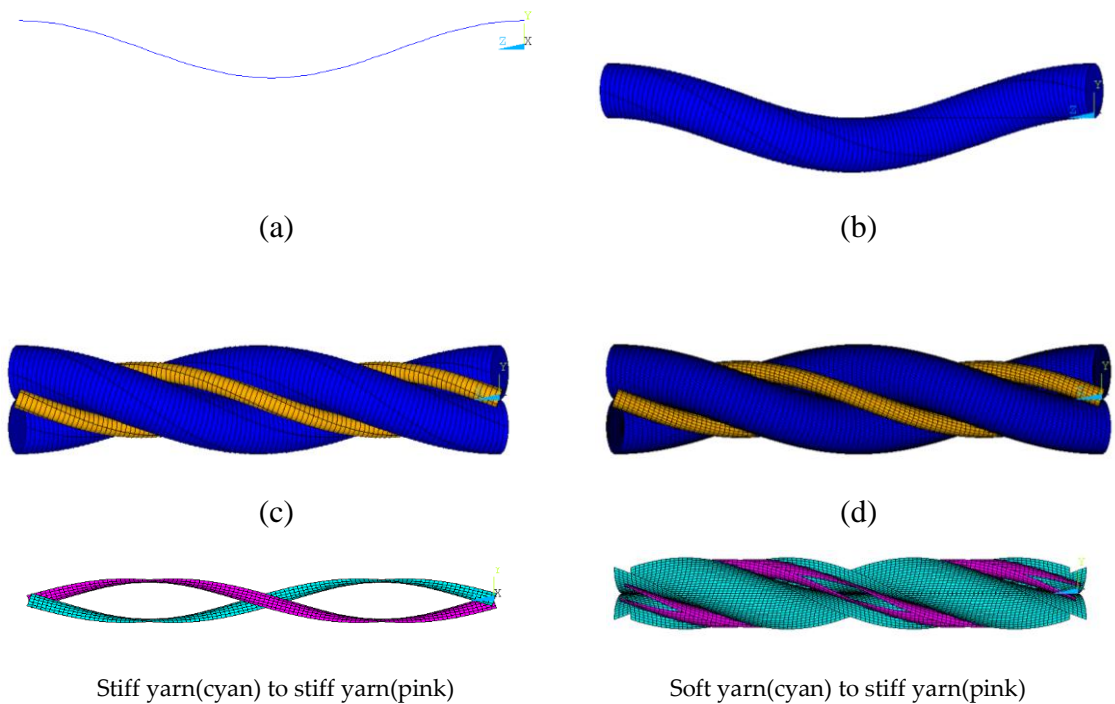 Y
Z X
Y
(a)
(b)
Y
Y
(c)
(d)
X
Stiff yarn(cyan) to stiff yarn(pink)
Soft yarn(cyan) to stiff yarn(pink)